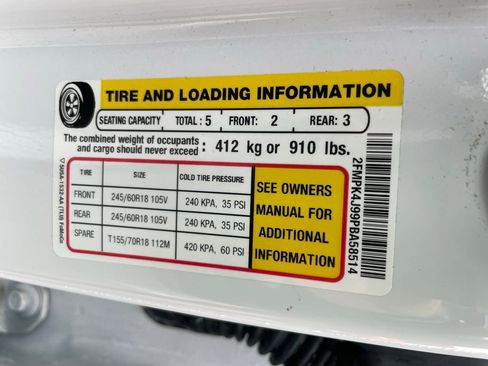 TIRE AND LOADING INFORMATION
SEATING CAPACITY TOTAL : 5 FRONT: 2 REAR: 3
The combined weight of occupants
and cargo should never exceed : 412 kg or 910 lbs.
TIRE SIZE COLD TIRE PRESSURE
FRONT 245/60R18 105V 240 KPA, 35 PSI
REAR 245/60R18 105V 240 KPA, 35 PSI
SPARE T155/70R18 112M 420 KPA, 60 PSI
SEE OWNERS
MANUAL FOR
ADDITIONAL
INFORMATION
2FMPK4J99PBA58514